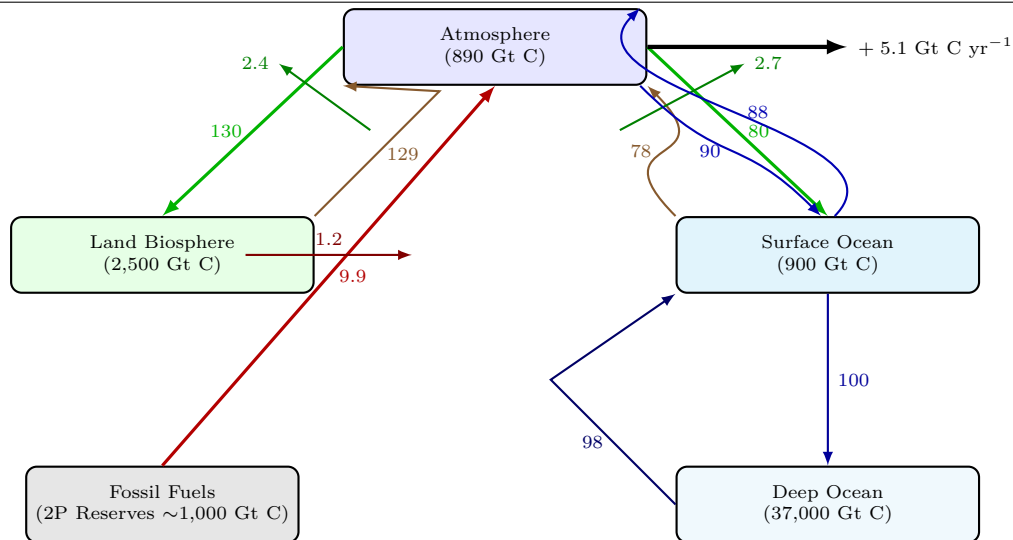 Atmosphere
(890 Gt C)
+ 5.1 Gt C yr⁻¹
2.4
2.7
130
129
88
80
78
90
Land Biosphere
(2,500 Gt C)
1.2
9.9
Surface Ocean
(900 Gt C)
100
98
Fossil Fuels
(2P Reserves ∼1,000 Gt C)
Deep Ocean
(37,000 Gt C)